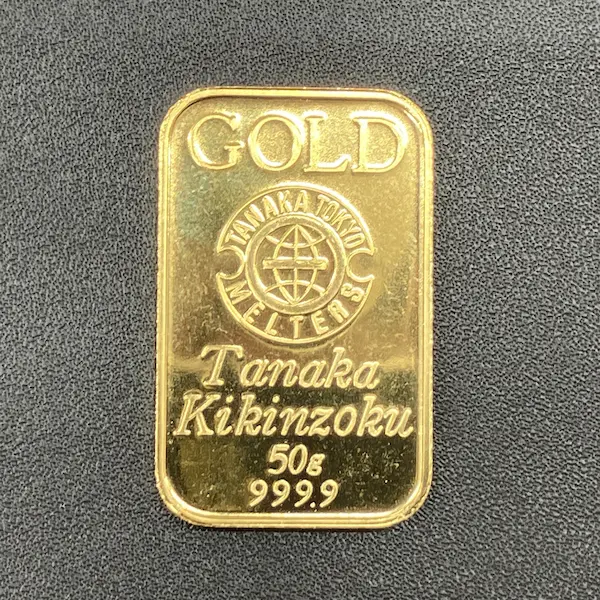 GOLD
TANAKA TOKYO
MELTERS
Tanaka
Kikinzoku
50g
999.9